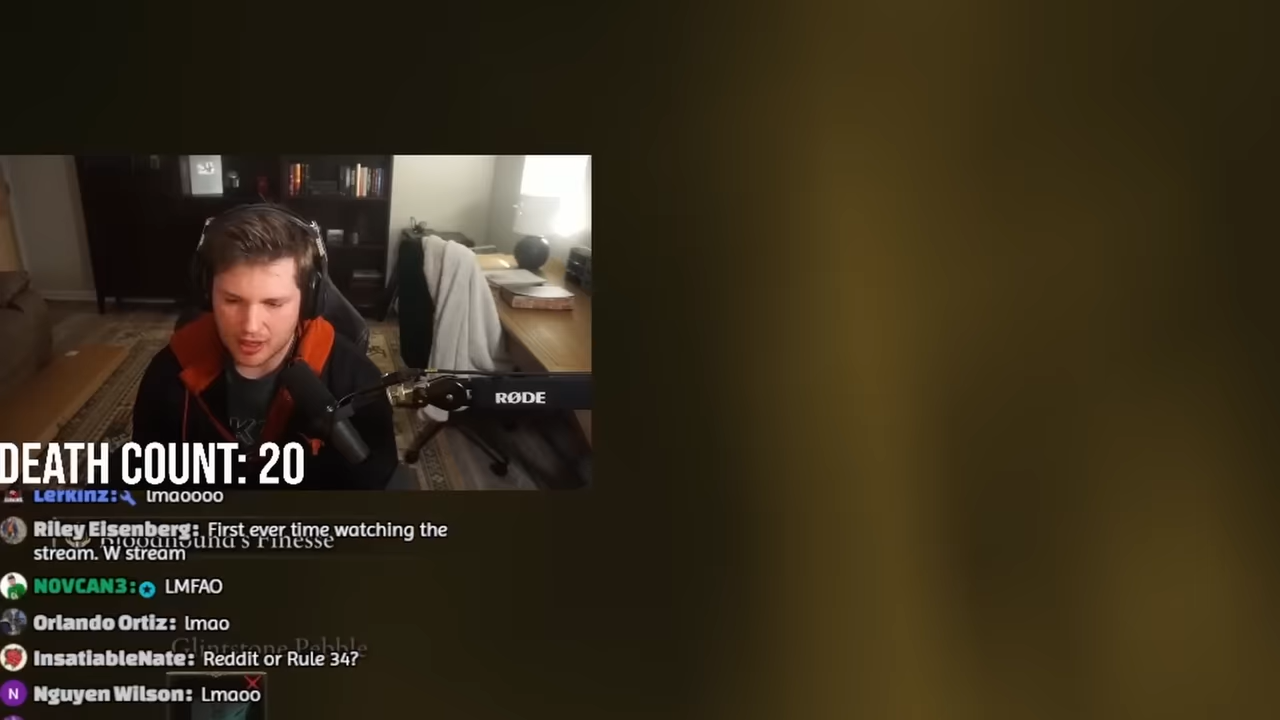 RØDE
DEATH COUNT: 20
Lerkinz: lmaoooo
Riley Eisenberg: First ever time watching the
Bloodhound's Finesse
stream. W stream
NOVCAN3: LMFAO
Orlando Ortiz: lmao
Glintstone Pebble
InsatiableNate: Reddit or Rule 34?
N Nguyen Wilson: Lmaoo